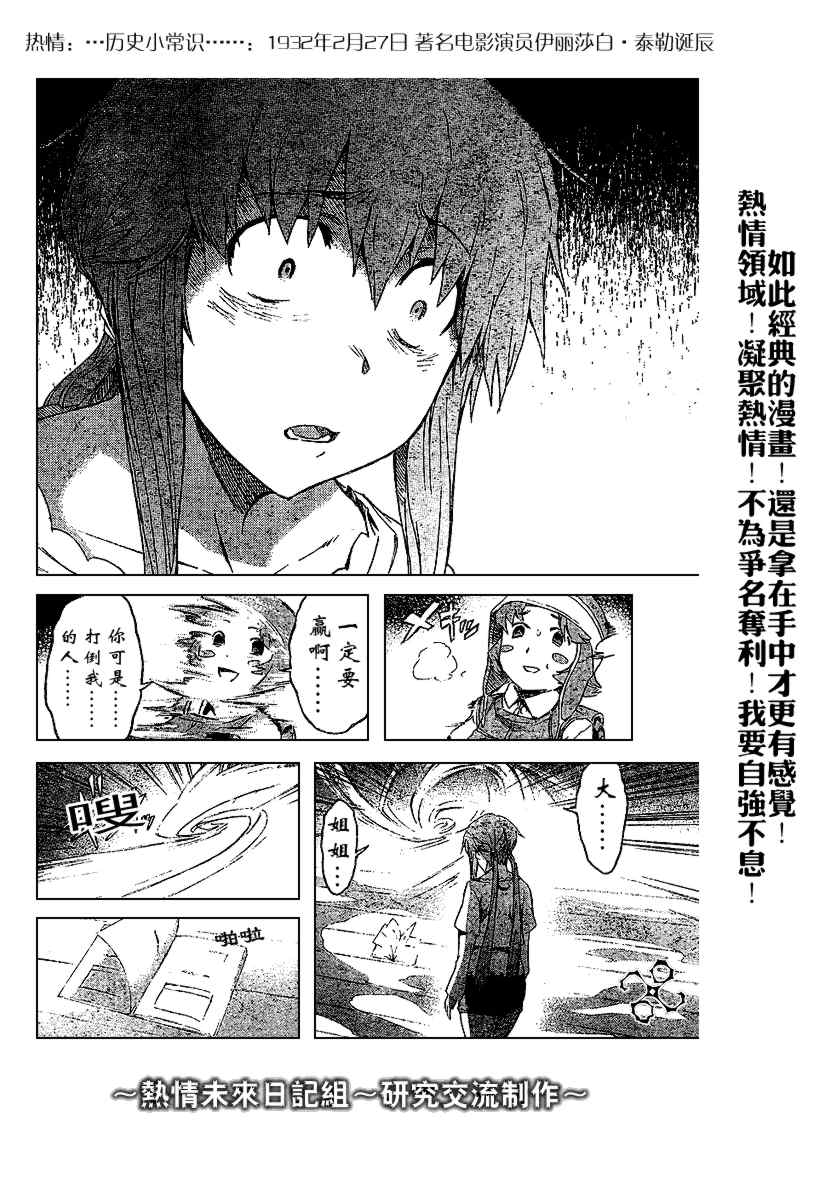 热情：…历史小常识……：1932年2月27日 著名电影演员伊丽莎白·泰勒诞辰
如此經典的漫畫！還是拿在手中才更有感覺！
熱情領域！凝聚熱情！不為爭名奪利！我要自強不息！
一定要
贏啊……
你可是……
打倒我……
的人……
大……
姐姐…
嗖
啪啦
～熱情未來日記組～研究交流制作～